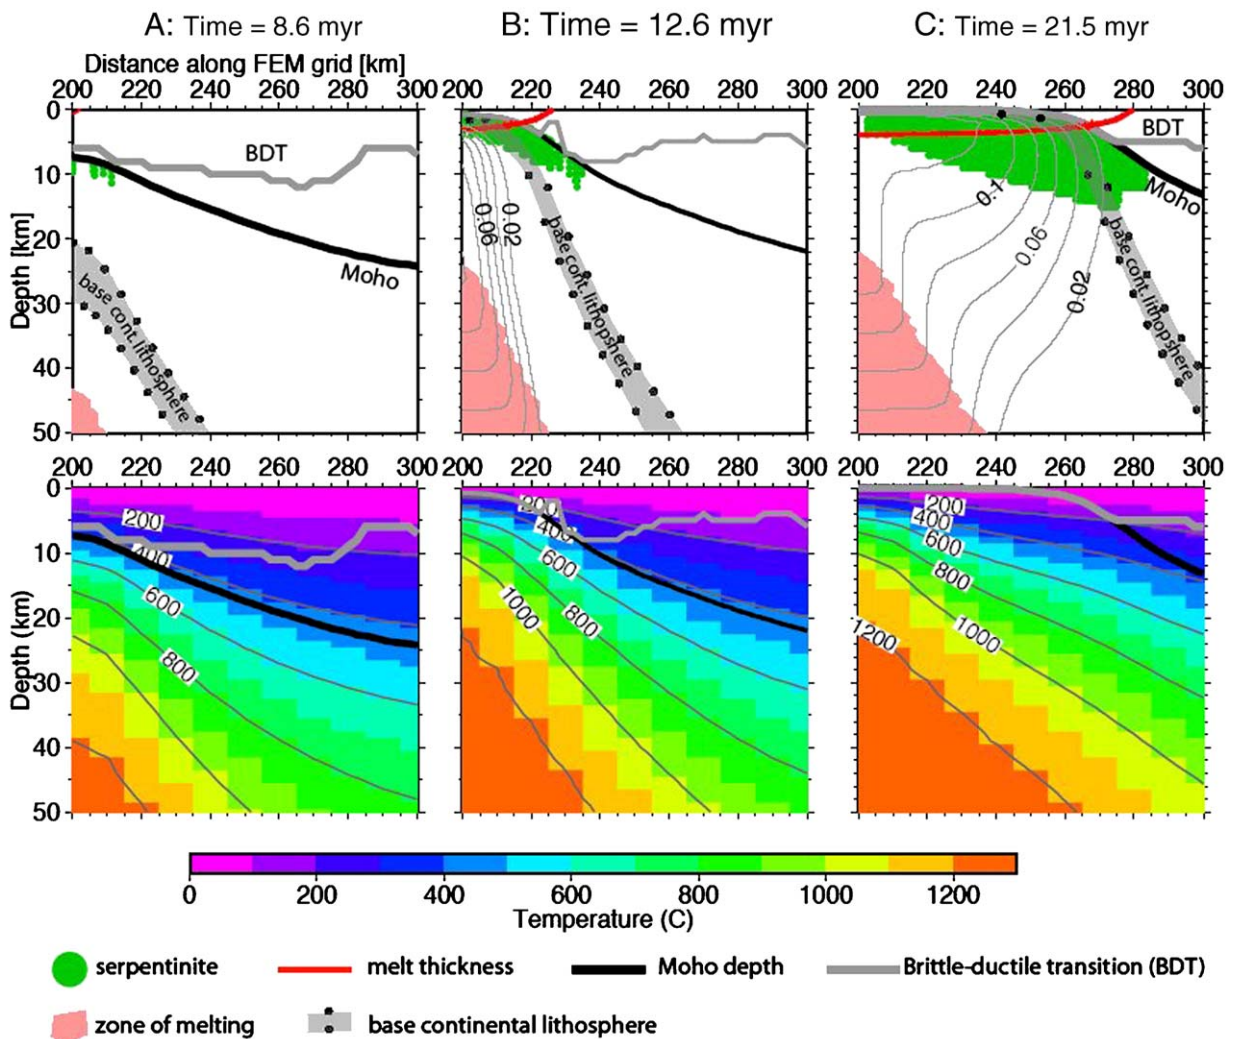 A: Time = 8.6 myr
B: Time = 12.6 myr
C: Time = 21.5 myr
Distance along FEM grid [km]
200 220 240 260 280 300
200 220 240 260 280 300
200 220 240 260 280 300
Depth [km]
0
10
20
30
40
50
BDT
Moho
base cont. lithosphere
0.06
0.02
base cont. lithopshere
BDT
Moho
0.1
0.06
0.02
base cont. lithopshere
200 220 240 260 280 300
200 220 240 260 280 300
200 220 240 260 280 300
Depth (km)
0
10
20
30
40
50
200
400
600
800
200
400
600
800
1000
200
400
600
800
1000
1200
0 200 400 600 800 1000 1200
Temperature (C)
serpentinite
melt thickness
Moho depth
Brittle-ductile transition (BDT)
zone of melting
base continental lithosphere